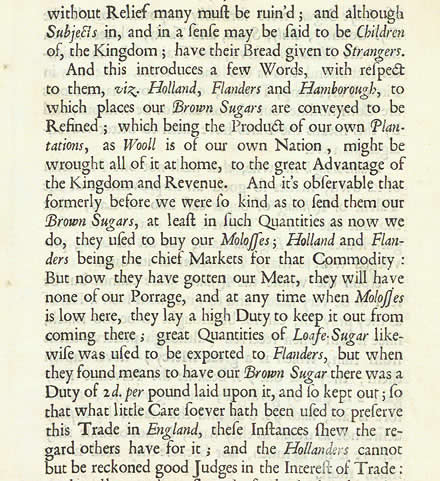 without Relief many muſt be ruin'd ; and although
Subjects in, and in a ſenſe may be ſaid to be Children
of, the Kingdom ; have their Bread given to Strangers.
And this introduces a few Words, with reſpect
to them, viz. Holland, Flanders and Hamborough, to
which places our Brown Sugars are conveyed to be
Refined ; which being the Product of our own Plan-
tations, as Wooll is of our own Nation , might be
wrought all of it at home, to the great Advantage of
the Kingdom and Revenue. And it's obſervable that
formerly before we were ſo kind as to ſend them our
Brown Sugars, at leaſt in ſuch Quantities as now we
do, they uſed to buy our Moloſſes ; Holland and Flan-
ders being the chief Markets for that Commodity :
But now they have gotten our Meat, they will have
none of our Porrage, and at any time when Moloſſes
is low here, they lay a high Duty to keep it out from
coming there ; great Quantities of Loafe-Sugar like-
wiſe was uſed to be exported to Flanders, but when
they found means to have our Brown Sugar there was a
Duty of 2d. per pound laid upon it, and ſo kept out ; ſo
that what little Care ſoever hath been uſed to preſerve
this Trade in England, theſe Inſtances ſhew the re-
gard others have for it ; and the Hollanders cannot
but be reckoned good Judges in the Intereſt of Trade :